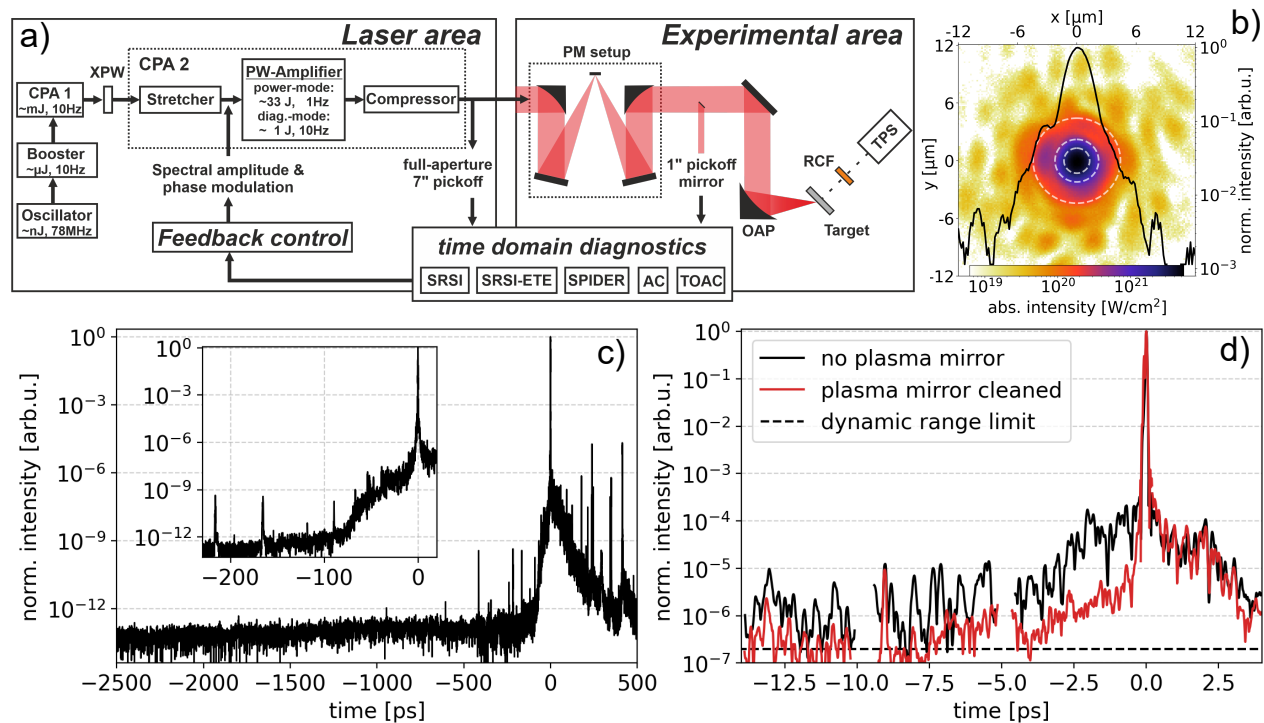 a)
Laser area
CPA 1
~mJ, 10Hz
XPW
CPA 2
Stretcher
PW-Amplifier
power-mode:
~33 J, 1Hz
diag.-mode:
~ 1 J, 10Hz
Compressor
Booster
~µJ, 10Hz
Oscillator
~nJ, 78MHz
Spectral amplitude &
phase modulation
Feedback control
full-aperture
7" pickoff
Experimental area
PM setup
1" pickoff
mirror
OAP
RCF
Target
TPS
time domain diagnostics
SRSI SRSI-ETE SPIDER AC TOAC
b)
x [µm]
-12 -6 0 6 12
y [µm]
12
6
0
-6
-12
norm. intensity [arb.u.]
10⁰
10⁻¹
10⁻²
10⁻³
10¹⁹ 10²⁰ 10²¹
abs. intensity [W/cm²]
c)
norm. intensity [arb.u.]
10⁰
10⁻³
10⁻⁶
10⁻⁹
10⁻¹²
−2500 −2000 −1500 −1000 −500 0 500
time [ps]
10⁰
10⁻³
10⁻⁶
10⁻⁹
10⁻¹²
−200 −100 0
d)
no plasma mirror
plasma mirror cleaned
dynamic range limit
norm. intensity [arb.u.]
10⁰
10⁻¹
10⁻²
10⁻³
10⁻⁴
10⁻⁵
10⁻⁶
10⁻⁷
−12.5 −10.0 −7.5 −5.0 −2.5 0.0 2.5
time [ps]